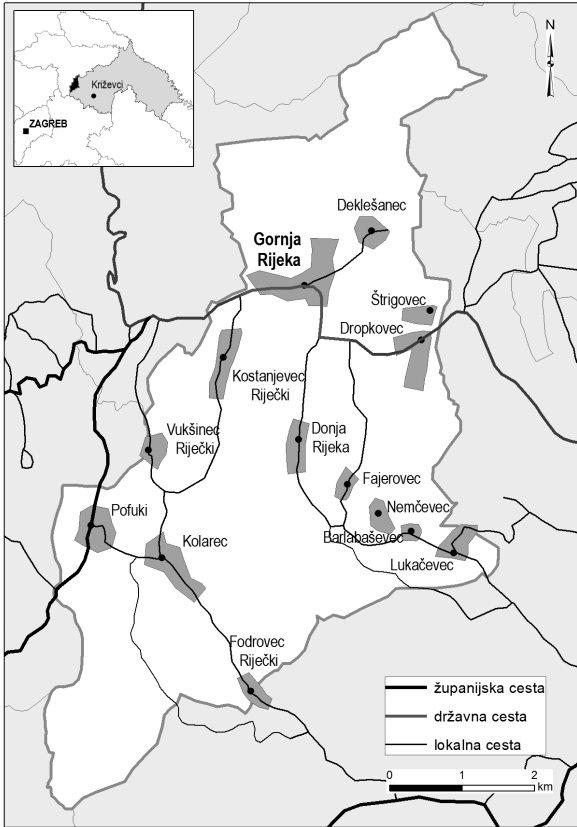 Križevci
ZAGREB
N
Deklešanec
Gornja
Rijeka
Štrigovec
Dropkovec
Kostanjevec
Riječki
Vukšinec
Riječki
Donja
Rijeka
Fajerovec
Nemčevec
Pofuki
Barlabaševec
Kolarec
Lukačevec
Fodrovec
Riječki
županijska cesta
državna cesta
lokalna cesta
0 1 2
km